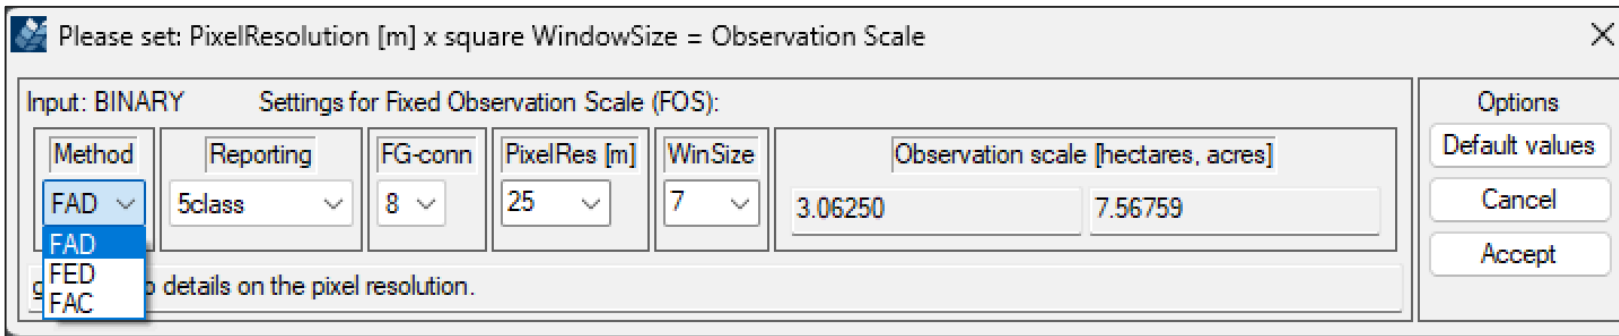 Please set: PixelResolution [m] x square WindowSize = Observation Scale
Input: BINARY Settings for Fixed Observation Scale (FOS): Options
Method Reporting FG-conn PixelRes [m] WinSize Observation scale [hectares, acres] Default values
FAD 5class 8 25 7 3.06250 7.56759 Cancel
FAD
FED
FAC
details on the pixel resolution.
Accept